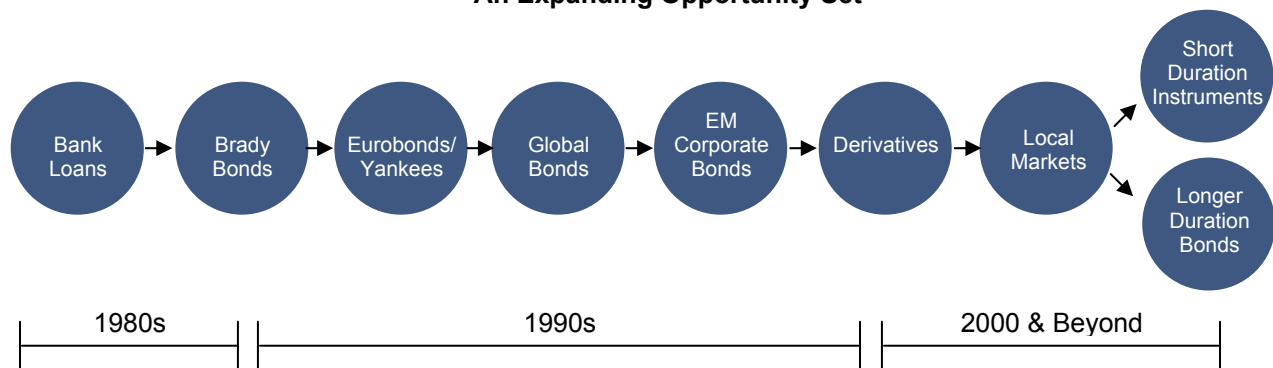 An Expanding Opportunity Set
Bank
Loans
Brady
Bonds
Eurobonds/
Yankees
Global
Bonds
EM
Corporate
Bonds
Derivatives
Local
Markets
Short
Duration
Instruments
Longer
Duration
Bonds
1980s
1990s
2000 & Beyond